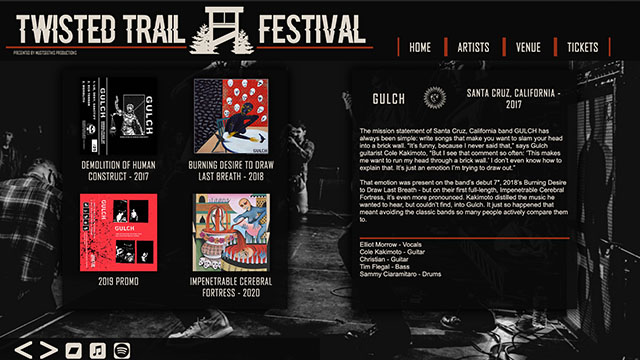 TWISTED TRAIL FESTIVAL
PRESENTED BY MUSTSEETHIS PRODUCTIONS
HOME
ARTISTS
VENUE
TICKETS
GULCH
GULCH
DEMOLITION OF HUMAN
CONSTRUCT - 2017
BURNING DESIRE TO DRAW
LAST BREATH - 2018
GULCH
2019 PROMO
IMPENETRABLE CEREBRAL
FORTRESS - 2020
GULCH
SANTA CRUZ, CALIFORNIA -
2017
The mission statement of Santa Cruz, California band GULCH has
always been simple: write songs that make you want to slam your head
into a brick wall. "It's funny, because I never said that," says Gulch
guitarist Cole Kakimoto, "But I see that comment so often: 'This makes
me want to run my head through a brick wall.' I don't even know how to
explain that. It's just an emotion I'm trying to draw out."
That emotion was present on the band's debut 7", 2018's Burning Desire
To Draw Last Breath - but on their first full-length, Impenetrable Cerebral
Fortress, it's even more pronounced. Kakimoto distilled the music he
wanted to hear, but couldn't find, into Gulch. It just so happened that
meant avoiding the classic bands so many people actively compare them
to.
Elliot Morrow - Vocals
Cole Kakimoto - Guitar
Christian - Guitar
Tim Flegal - Bass
Sammy Ciaramitaro - Drums